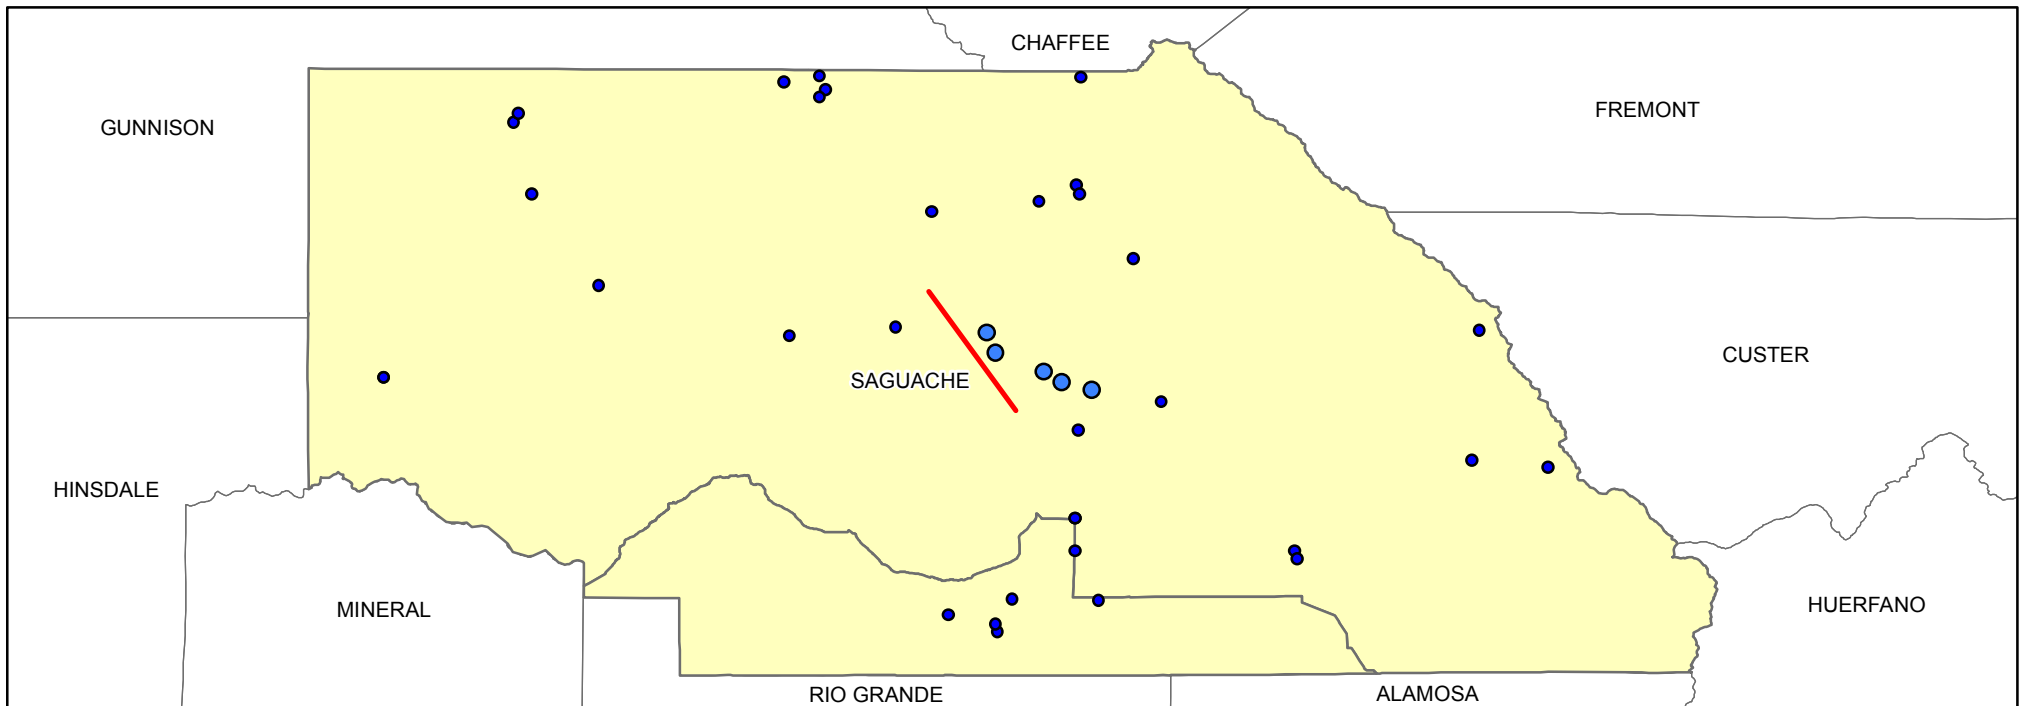 CHAFFEE
FREMONT
GUNNISON
CUSTER
SAGUACHE
HINSDALE
HUERFANO
MINERAL
RIO GRANDE
ALAMOSA